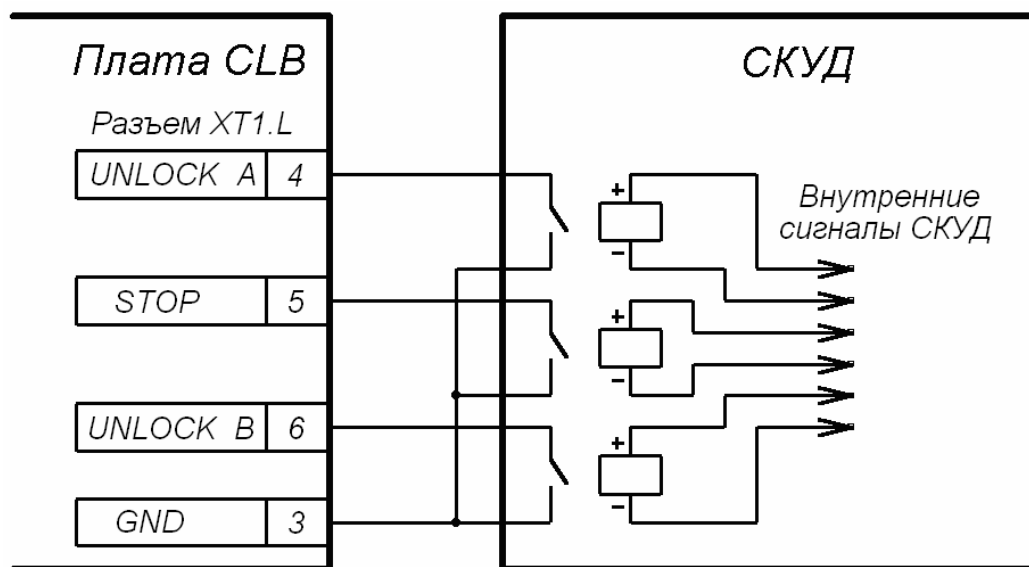 Плата CLB
СКУД
Разъем XT1.L
UNLOCK A 4
STOP 5
UNLOCK B 6
GND 3
+
−
+
−
+
−
Внутренние
сигналы СКУД